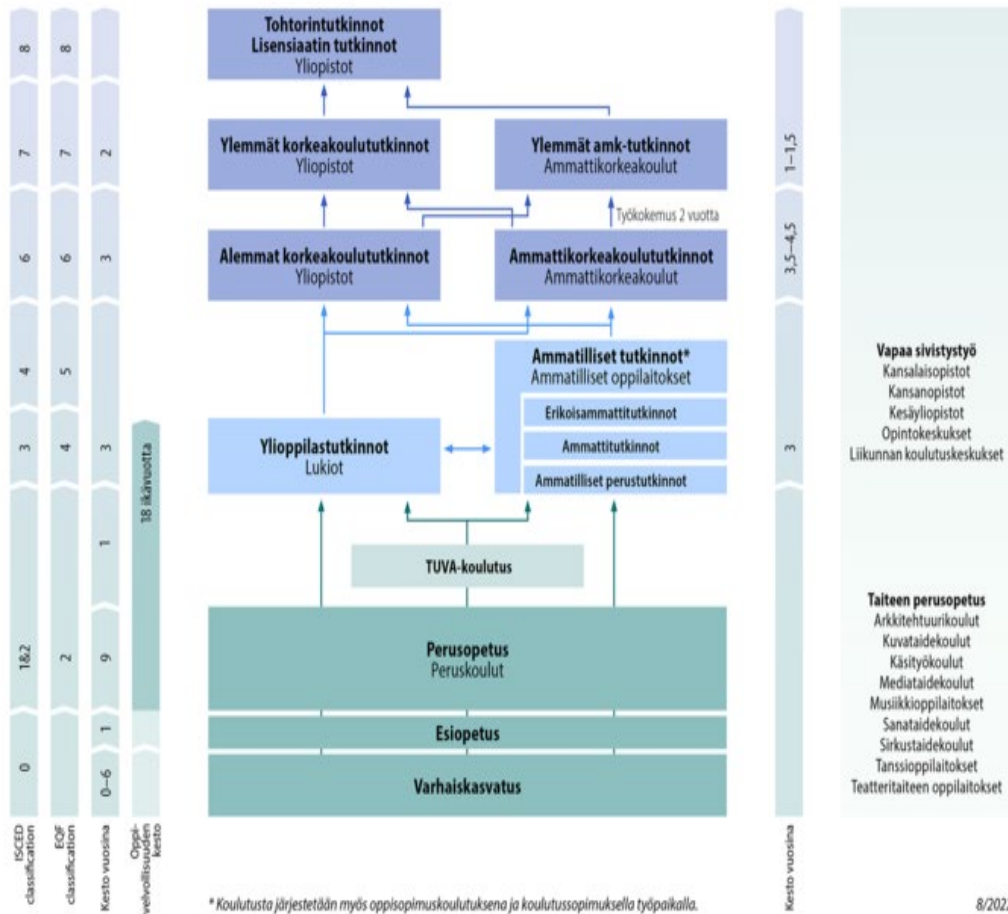 Tohtorintutkinnot
Lisensiaatin tutkinnot
Yliopistot
Ylemmät korkeakoulututkinnot
Yliopistot
Ylemmät amk-tutkinnot
Ammattikorkeakoulut
Työkokemus 2 vuotta
Alemmat korkeakoulututkinnot
Yliopistot
Ammattikorkeakoulututkinnot
Ammattikorkeakoulut
Ammatilliset tutkinnot*
Ammatilliset oppilaitokset
Erikoisammattitutkinnot
Ammattitutkinnot
Ammatilliset perustutkinnot
Ylioppilastutkinnot
Lukiot
TUVA-koulutus
Perusopetus
Peruskoulut
Esiopetus
Varhaiskasvatus
8
7
6
4
3
1&2
0
ISCED
classification
8
7
6
5
4
2
EQF
classification
2
3
3
1
9
1
0–6
Kesto vuosina
18 ikävuotta
Oppi-
velvollisuuden
kesto
1–1,5
3,5–4,5
3
Kesto vuosina
Vapaa sivistystyö
Kansalaisopistot
Kansanopistot
Kesäyliopistot
Opintokeskukset
Liikunnan koulutuskeskukset
Taiteen perusopetus
Arkkitehtuurikoulut
Kuvataidekoulut
Käsityökoulut
Mediataidekoulut
Musiikkioppilaitokset
Sanataidekoulut
Sirkustaidekoulut
Tanssioppilaitokset
Teatteritaiteen oppilaitokset
* Koulutusta järjestetään myös oppisopimuskoulutuksena ja koulutussopimuksella työpaikalla.